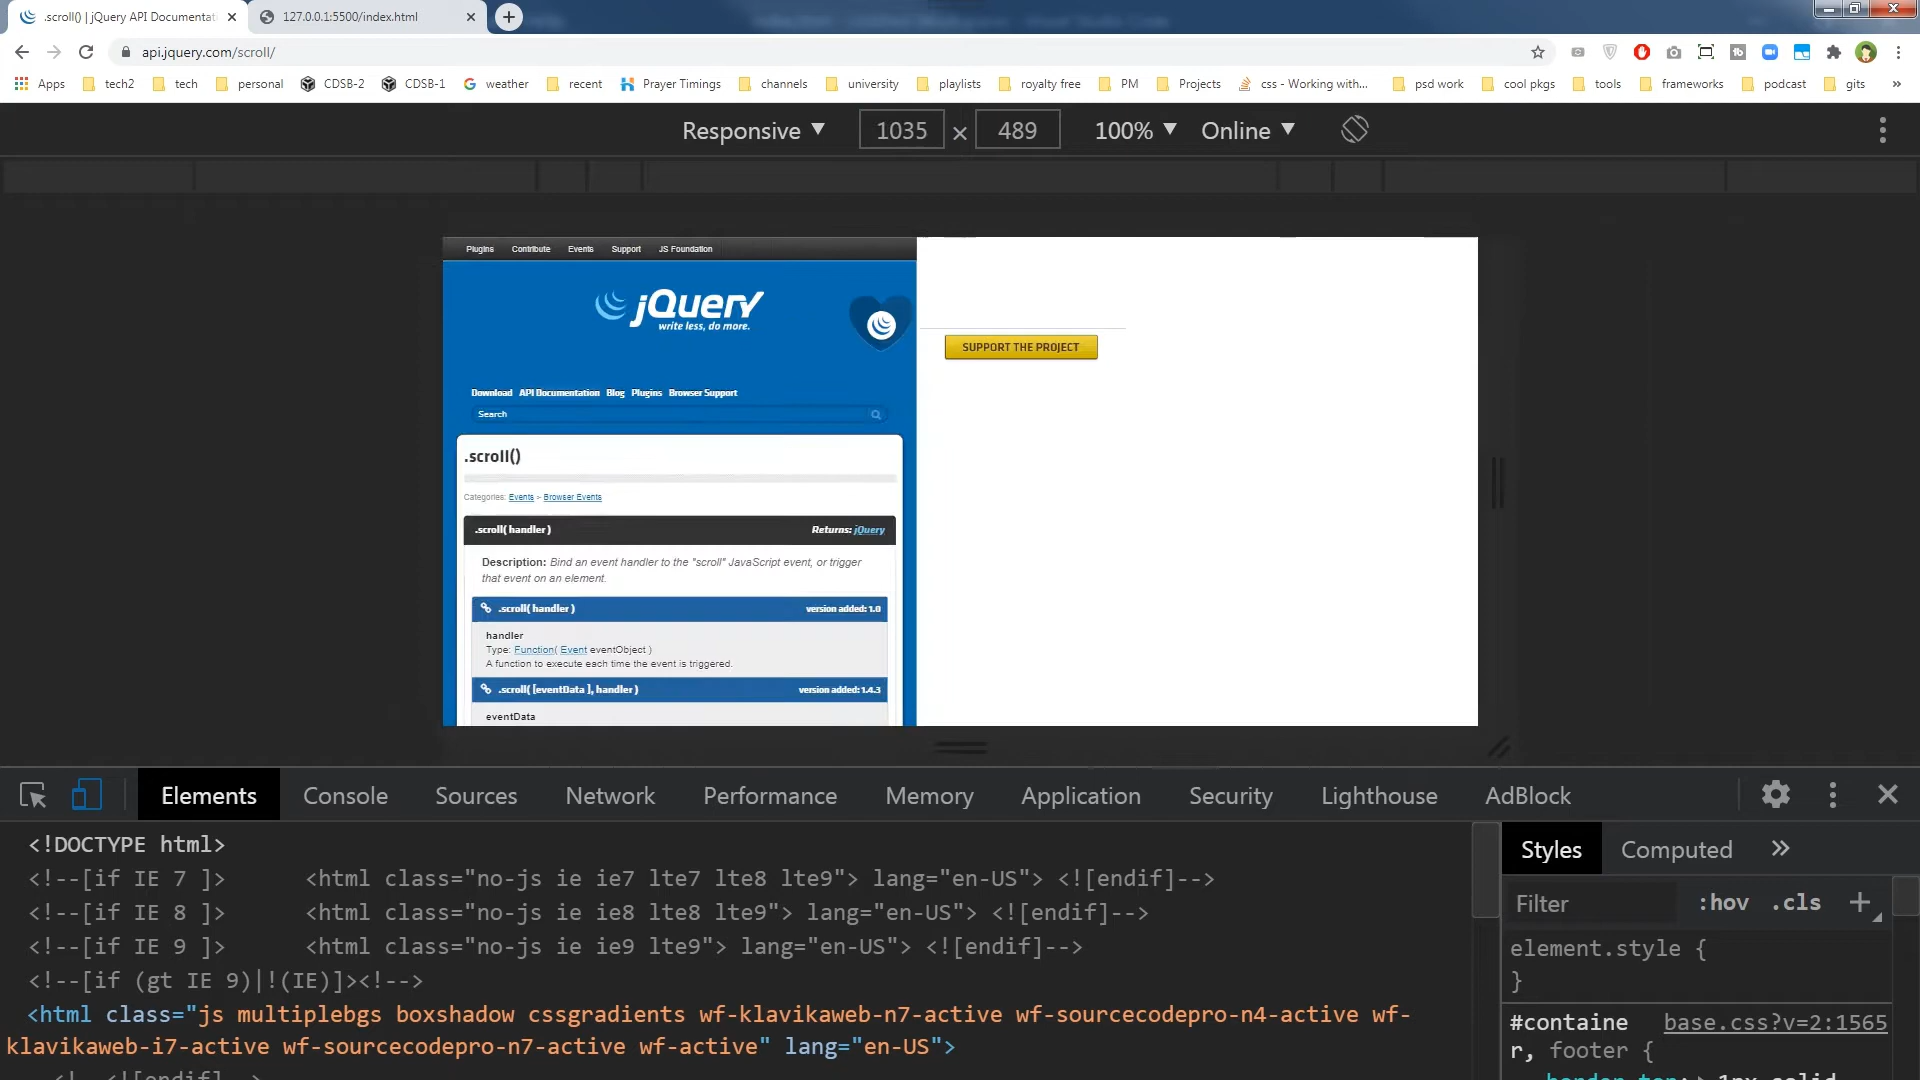 .scroll() | jQuery API Documentat
127.0.0.1:5500/index.html
api.jquery.com/scroll/
Apps tech2 tech personal CDSB-2 CDSB-1 weather recent Prayer Timings channels university playlists royalty free PM Projects css - Working with... psd work cool pkgs tools frameworks podcast gits »
Responsive ▼ 1035 × 489 100% ▼ Online ▼
Plugins Contribute Events Support JS Foundation
jQuery
write less, do more.
SUPPORT THE PROJECT
Download API Documentation Blog Plugins Browser Support
Search
.scroll()
Categories: Events > Browser Events
.scroll( handler ) Returns: jQuery
Description: Bind an event handler to the "scroll" JavaScript event, or trigger
that event on an element.
.scroll( handler ) version added: 1.0
handler
Type: Function( Event eventObject )
A function to execute each time the event is triggered.
.scroll( [eventData ], handler ) version added: 1.4.3
eventData
Elements Console Sources Network Performance Memory Application Security Lighthouse AdBlock
<!DOCTYPE html>
<!--[if IE 7 ]> <html class="no-js ie ie7 lte7 lte8 lte9"> lang="en-US"> <![endif]-->
<!--[if IE 8 ]> <html class="no-js ie ie8 lte8 lte9"> lang="en-US"> <![endif]-->
<!--[if IE 9 ]> <html class="no-js ie ie9 lte9"> lang="en-US"> <![endif]-->
<!--[if (gt IE 9)|!(IE)]><!-->
<html class="js multiplebgs boxshadow cssgradients wf-klavikaweb-n7-active wf-sourcecodepro-n4-active wf-
klavikaweb-i7-active wf-sourcecodepro-n7-active wf-active" lang="en-US">
<!--<![endif]-->
Styles Computed »
Filter :hov .cls +
element.style {
}
#containe base.css?v=2:1565
r, footer {
border-top: 1px solid